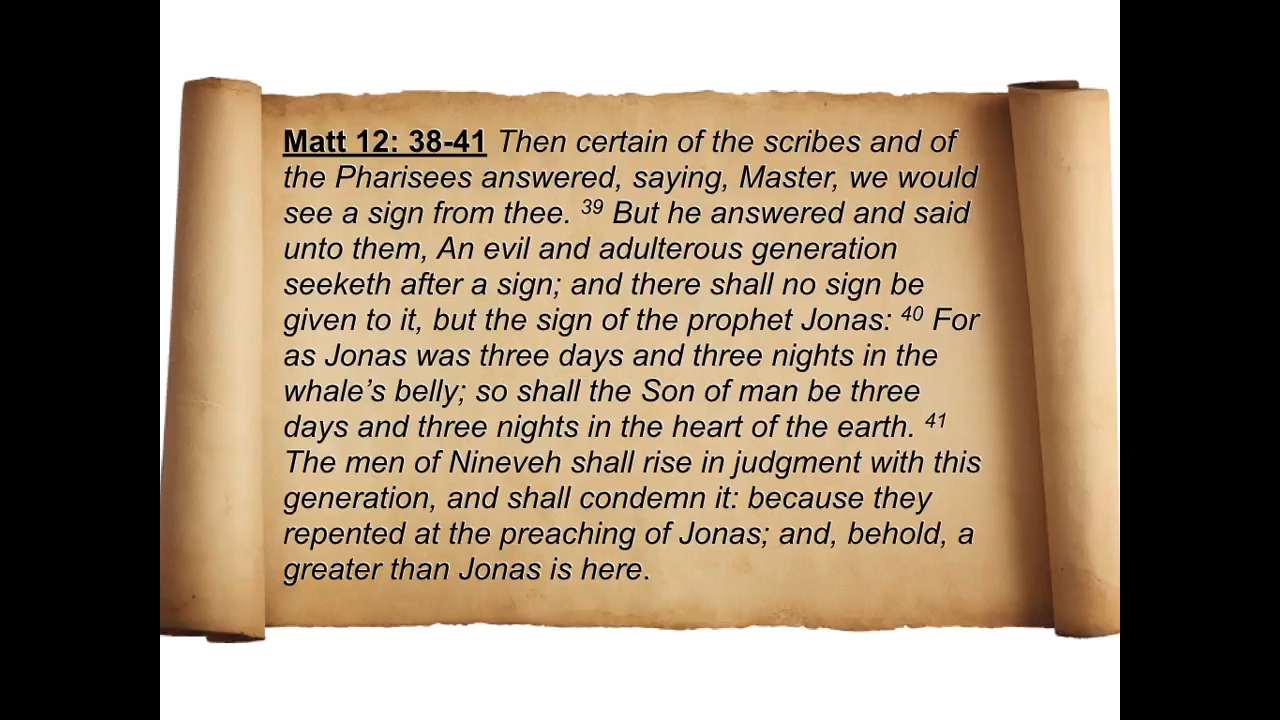 Matt 12: 38-41 Then certain of the scribes and of
the Pharisees answered, saying, Master, we would
see a sign from thee. 39 But he answered and said
unto them, An evil and adulterous generation
seeketh after a sign; and there shall no sign be
given to it, but the sign of the prophet Jonas: 40 For
as Jonas was three days and three nights in the
whale’s belly; so shall the Son of man be three
days and three nights in the heart of the earth. 41
The men of Nineveh shall rise in judgment with this
generation, and shall condemn it: because they
repented at the preaching of Jonas; and, behold, a
greater than Jonas is here.